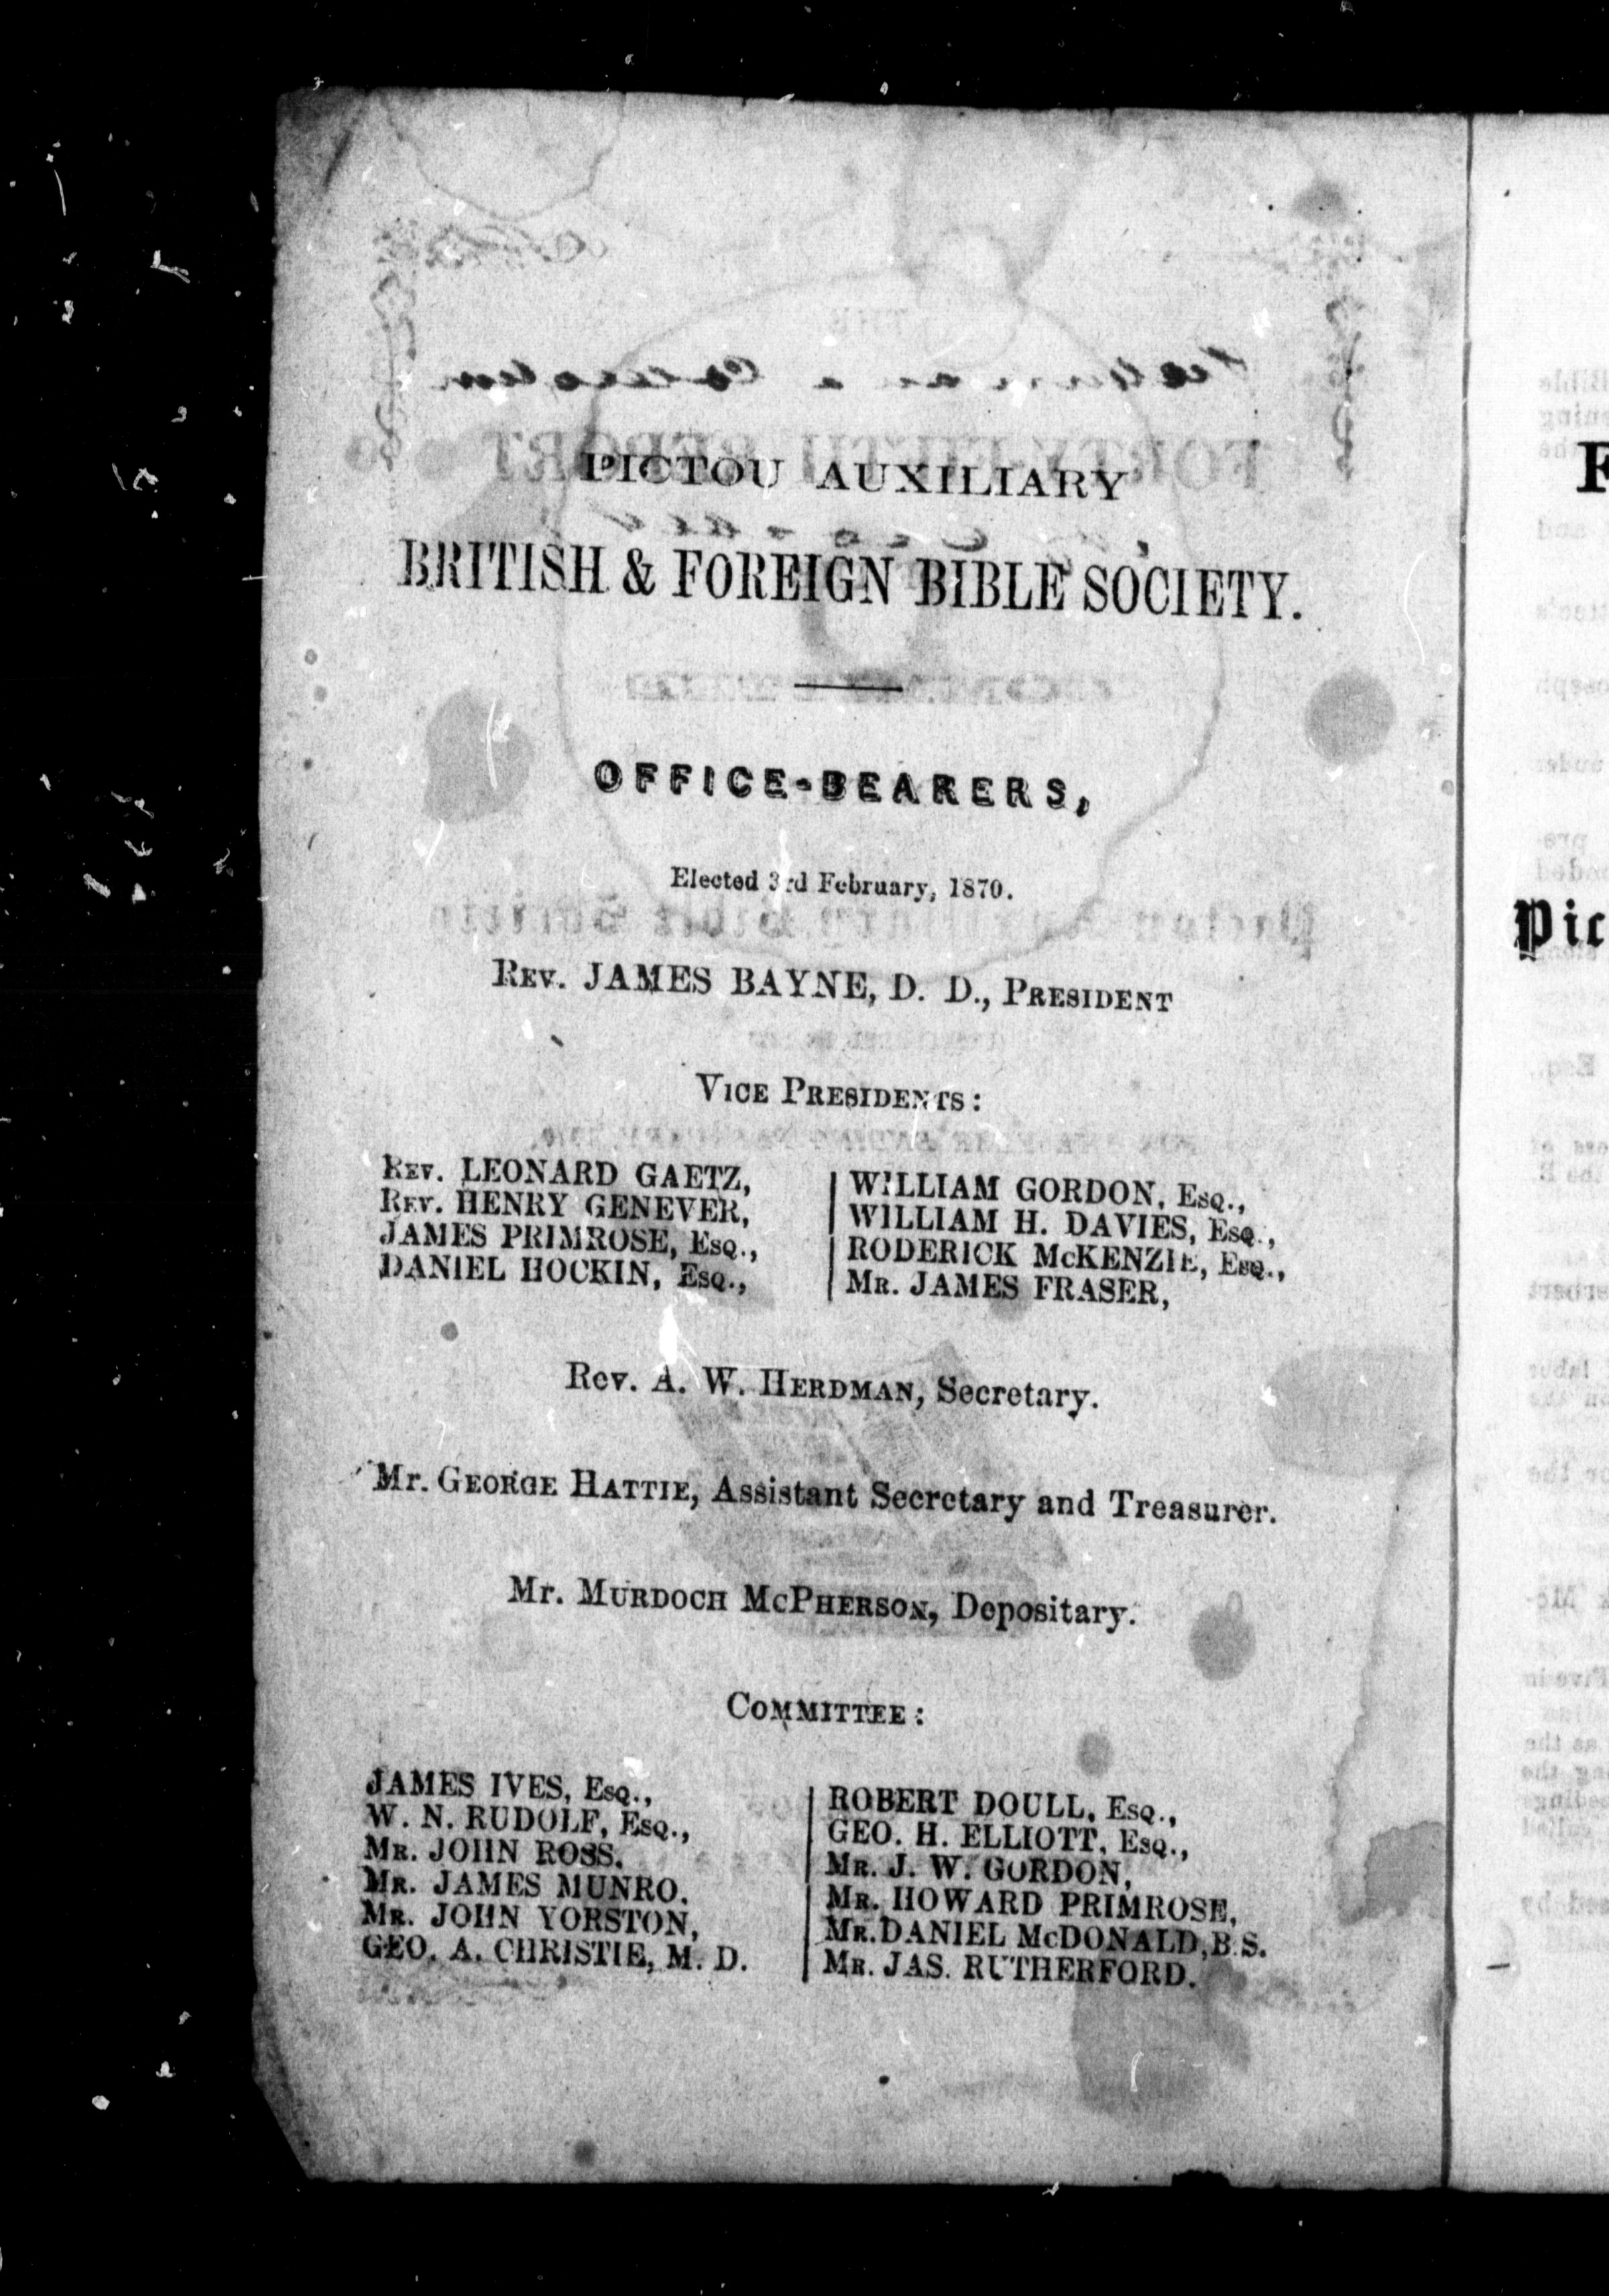 PICTOU AUXILIARY
BRITISH & FOREIGN BIBLE SOCIETY.
OFFICE-BEARERS,
Elected 3rd February, 1870.
REV. JAMES BAYNE, D. D., PRESIDENT
VICE PRESIDENTS:
REV. LEONARD GAETZ,
REV. HENRY GENEVER,
JAMES PRIMROSE, ESQ.,
DANIEL HOCKIN, ESQ.,
WILLIAM GORDON, ESQ.,
WILLIAM H. DAVIES, ESQ.,
RODERICK McKENZIE, ESQ.,
MR. JAMES FRASER,
Rev. A. W. HERDMAN, Secretary.
Mr. GEORGE HATTIE, Assistant Secretary and Treasurer.
Mr. MURDOCH McPHERSON, Depositary.
COMMITTEE:
JAMES IVES, ESQ.,
W. N. RUDOLF, ESQ.,
MR. JOHN ROSS.
MR. JAMES MUNRO.
MR. JOHN YORSTON,
GEO. A. CHRISTIE, M. D.
ROBERT DOULL, ESQ.,
GEO. H. ELLIOTT, ESQ.,
MR. J. W. GORDON,
MR. HOWARD PRIMROSE,
MR. DANIEL McDONALD, B. S.
MR. JAS. RUTHERFORD.
F
Pic